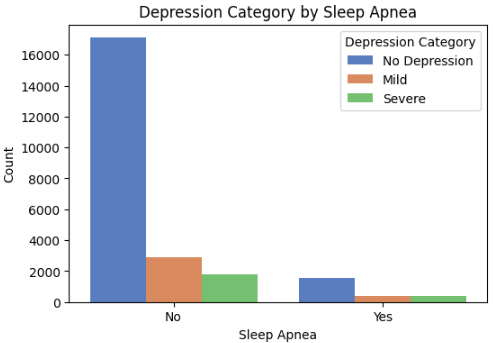 Depression Category by Sleep Apnea
Depression Category
No Depression
Mild
Severe
Count
16000
14000
12000
10000
8000
6000
4000
2000
0
No
Yes
Sleep Apnea